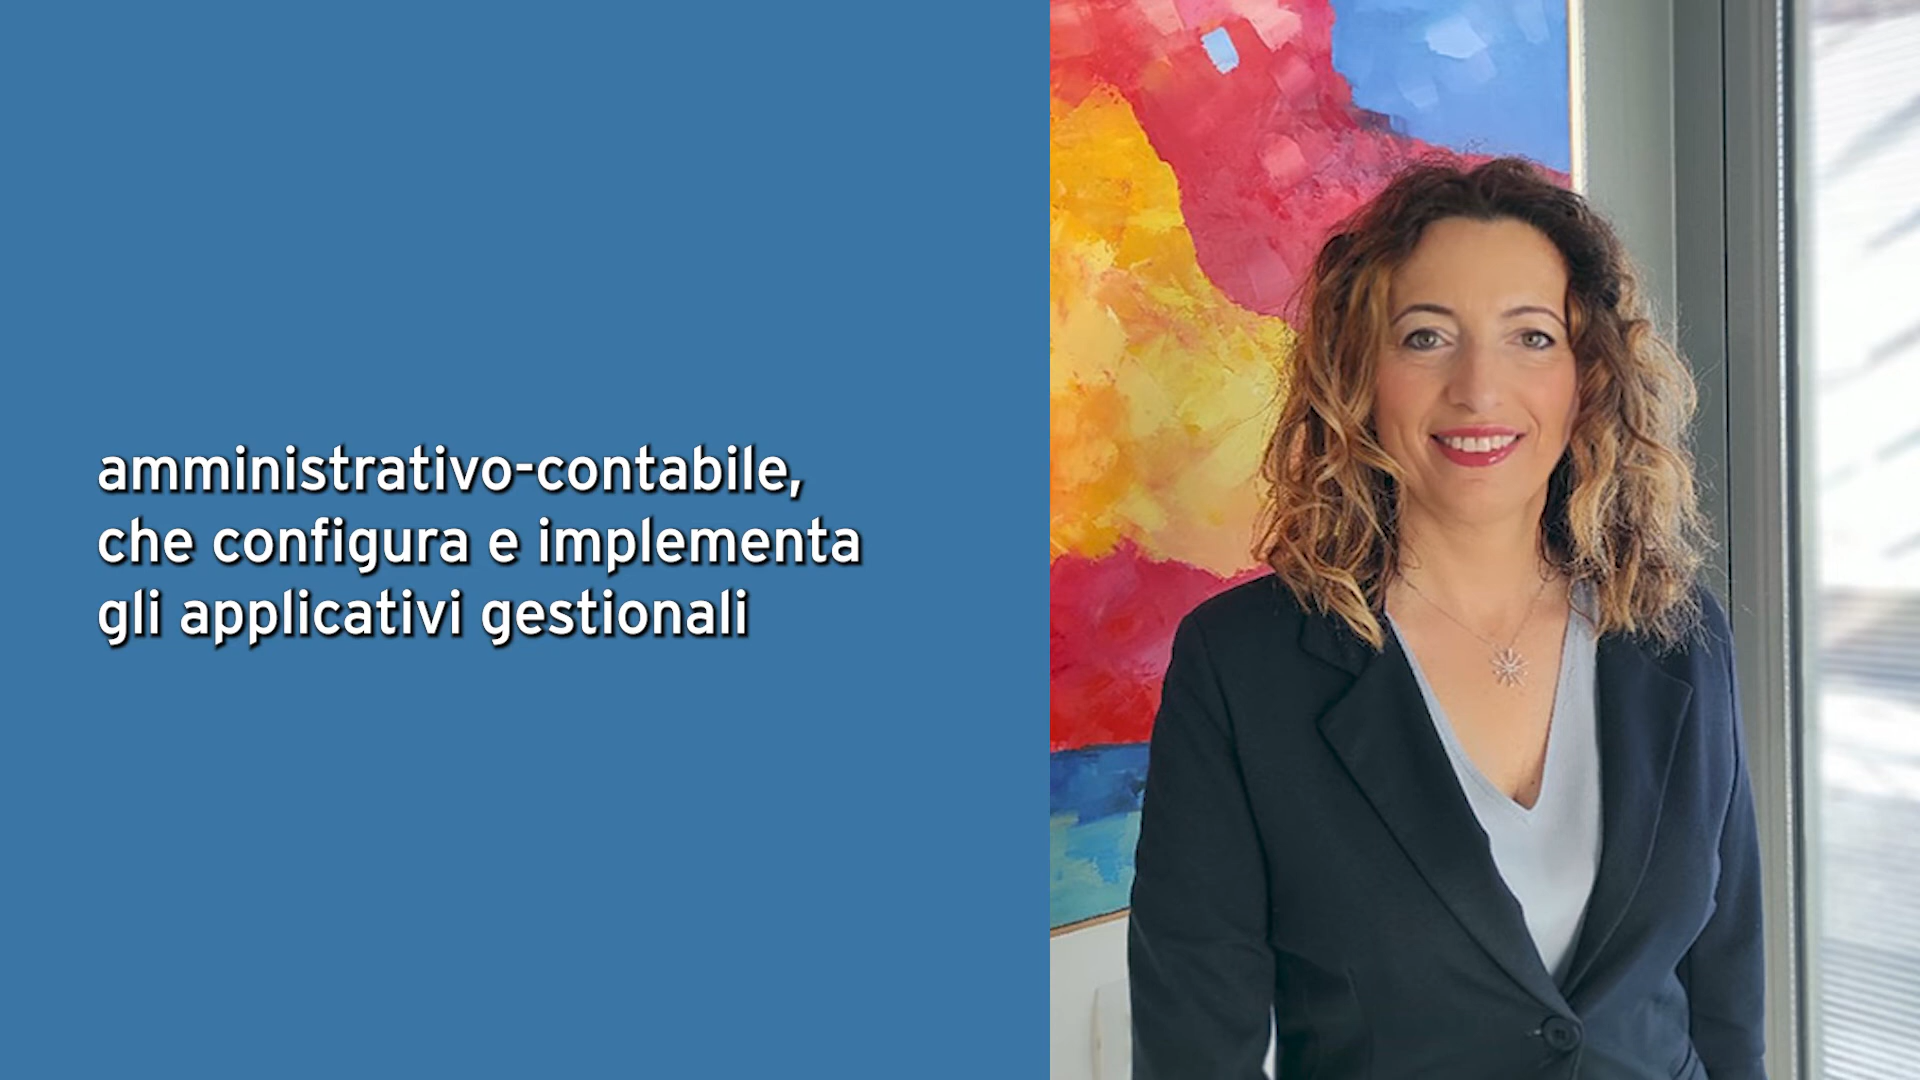 amministrativo-contabile,
che configura e implementa
gli applicativi gestionali